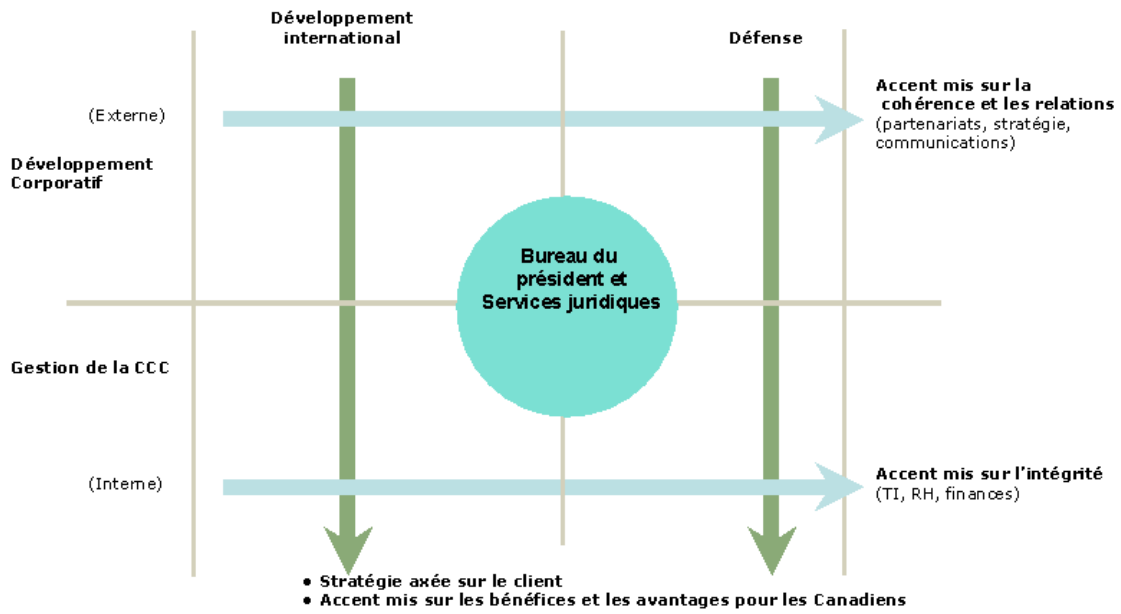 Développement
international
Défense
(Externe)
Accent mis sur la
cohérence et les relations
(partenariats, stratégie,
communications)
Développement
Corporatif
Bureau du
président et
Services juridiques
Gestion de la CCC
(Interne)
Accent mis sur l'intégrité
(TI, RH, finances)
● Stratégie axée sur le client
● Accent mis sur les bénéfices et les avantages pour les Canadiens